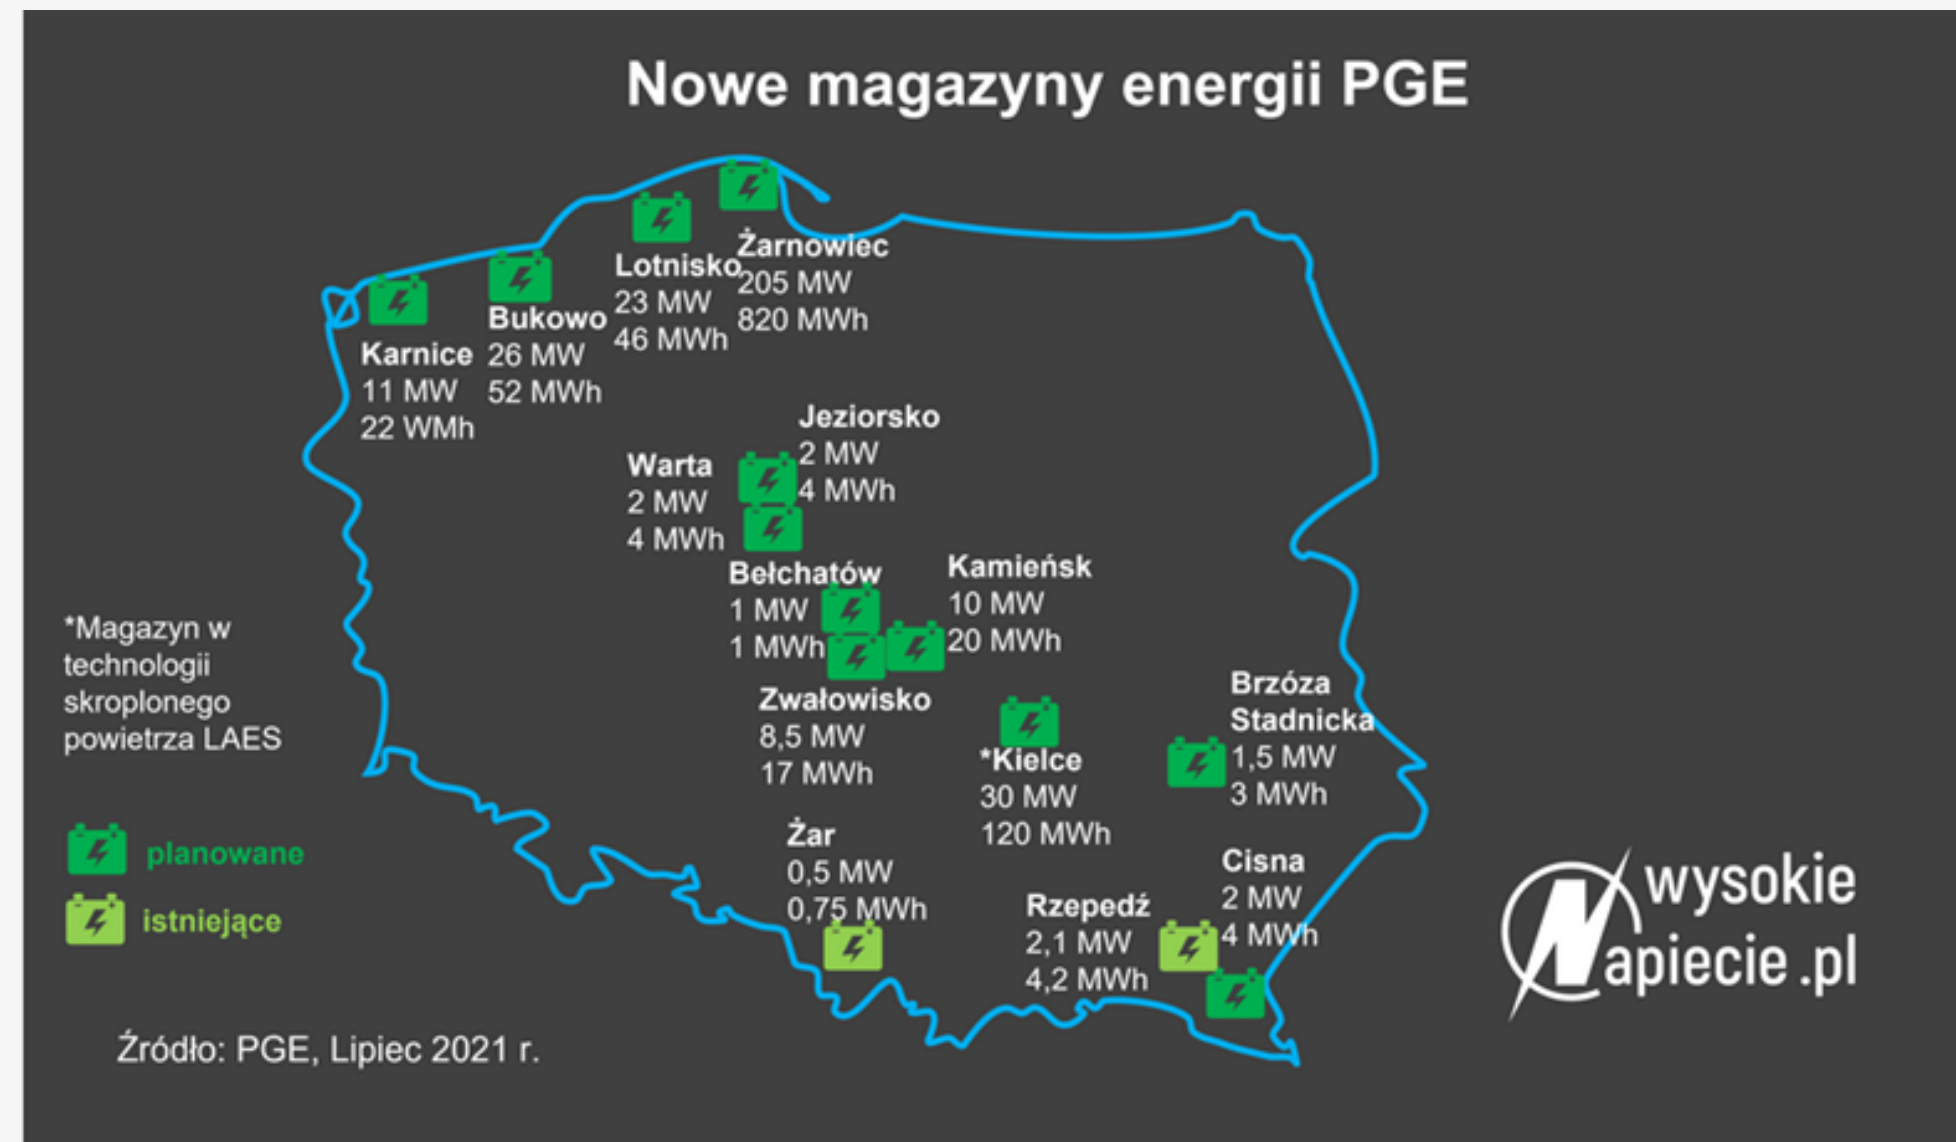 Nowe magazyny energii PGE
Żarnowiec
205 MW
820 MWh
Lotnisko
23 MW
46 MWh
Bukowo
26 MW
52 MWh
Karnice
11 MW
22 WMh
Jeziorsko
2 MW
4 MWh
Warta
2 MW
4 MWh
Bełchatów
1 MW
1 MWh
Kamieńsk
10 MW
20 MWh
Zwałowisko
8,5 MW
17 MWh
*Kielce
30 MW
120 MWh
Brzóza
Stadnicka
1,5 MW
3 MWh
Żar
0,5 MW
0,75 MWh
Rzepedź
2,1 MW
4,2 MWh
Cisna
2 MW
4 MWh
*Magazyn w
technologii
skroplonego
powietrza LAES
planowane
istniejące
Źródło: PGE, Lipiec 2021 r.
wysokie
Napiecie.pl